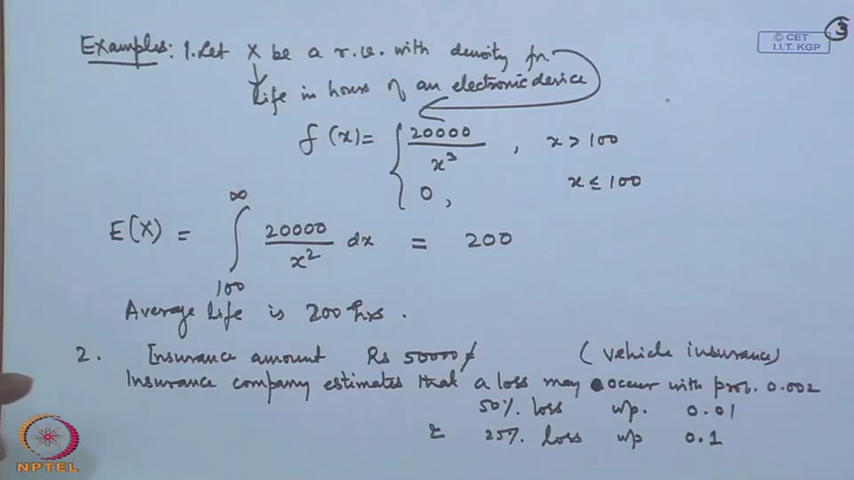 © CET
I.I.T. KGP
3
Examples: 1. Let X be a r.v. with density fn.
life in hours of an electronic device
f(x) = { 20000 / x³ , x > 100
0 , x ≤ 100
E(X) = ∫₁₀₀^∞ 20000 / x² dx = 200
Average life is 200 hrs.
2. Insurance amount Rs 50000/- (vehicle insurance)
Insurance company estimates that a loss may occur with prob. 0.002
50% loss w/p. 0.01
& 25% loss w/p 0.1
NPTEL